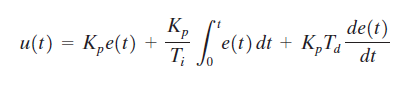 u(t) = K_p e(t) + \frac{K_p}{T_i} \int_0^t e(t) dt + K_p T_d \frac{de(t)}{dt}